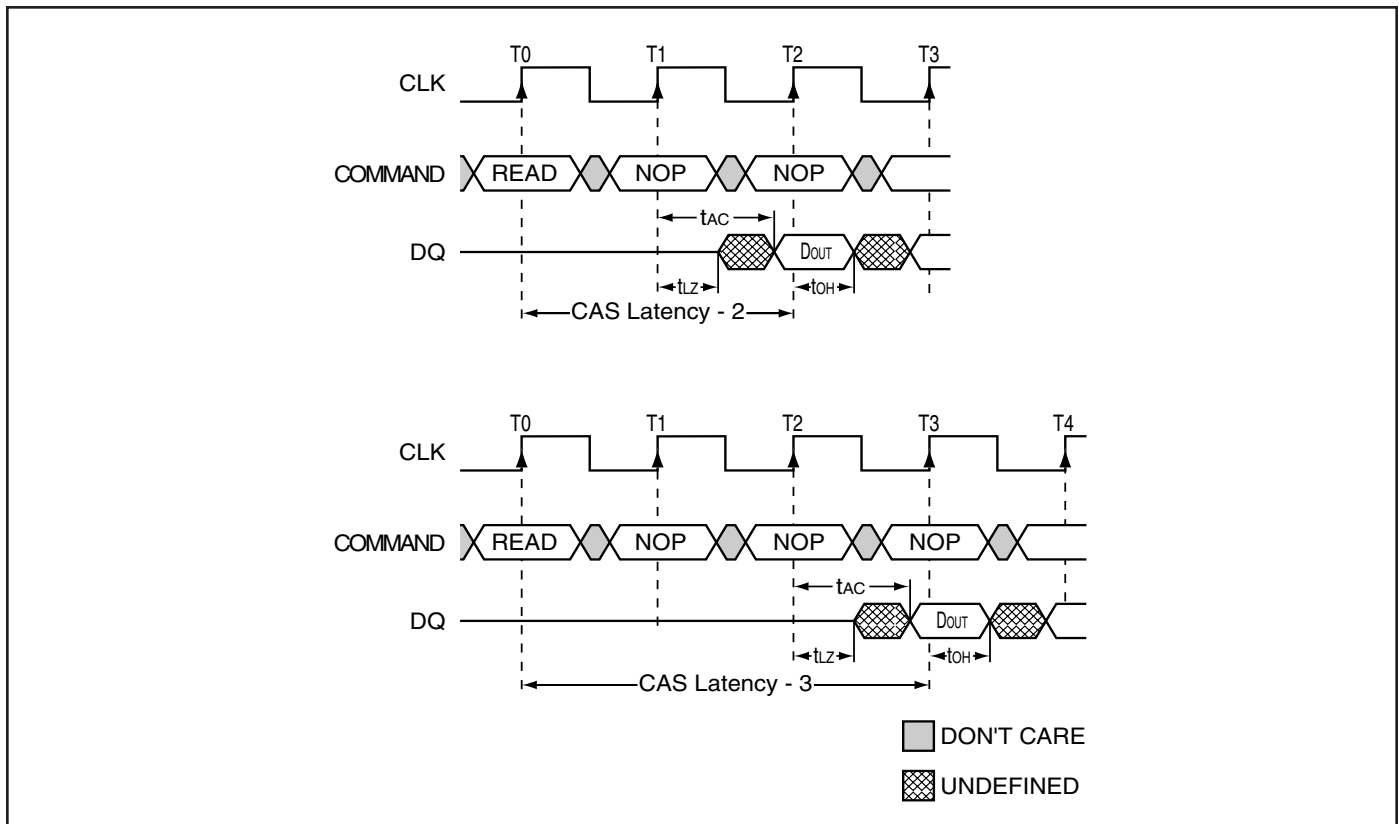 T0 T1 T2 T3
CLK
COMMAND READ NOP NOP
tAC
DQ DOUT
tLZ tOH
CAS Latency - 2
T0 T1 T2 T3 T4
CLK
COMMAND READ NOP NOP NOP
tAC
DQ DOUT
tLZ tOH
CAS Latency - 3
DON'T CARE
UNDEFINED